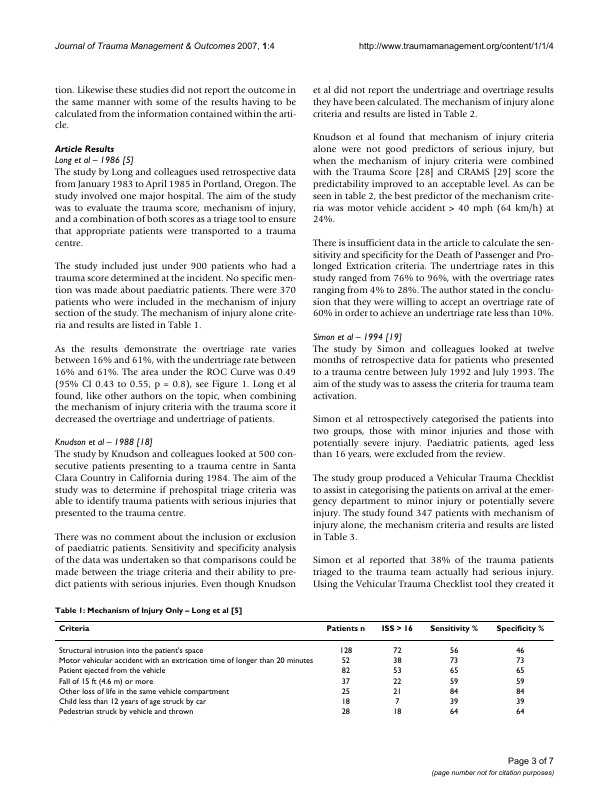 Journal of Trauma Management & Outcomes 2007, 1:4
http://www.traumamanagement.org/content/1/1/4
tion. Likewise these studies did not report the outcome in
the same manner with some of the results having to be
calculated from the information contained within the arti-
cle.
Article Results
Long et al – 1986 [5]
The study by Long and colleagues used retrospective data
from January 1983 to April 1985 in Portland, Oregon. The
study involved one major hospital. The aim of the study
was to evaluate the trauma score, mechanism of injury,
and a combination of both scores as a triage tool to ensure
that appropriate patients were transported to a trauma
centre.
The study included just under 900 patients who had a
trauma score determined at the incident. No specific men-
tion was made about paediatric patients. There were 370
patients who were included in the mechanism of injury
section of the study. The mechanism of injury alone crite-
ria and results are listed in Table 1.
As the results demonstrate the overtriage rate varies
between 16% and 61%, with the undertriage rate between
16% and 61%. The area under the ROC Curve was 0.49
(95% CI 0.43 to 0.55, p = 0.8), see Figure 1. Long et al
found, like other authors on the topic, when combining
the mechanism of injury criteria with the trauma score it
decreased the overtriage and undertriage of patients.
Knudson et al – 1988 [18]
The study by Knudson and colleagues looked at 500 con-
secutive patients presenting to a trauma centre in Santa
Clara Country in California during 1984. The aim of the
study was to determine if prehospital triage criteria was
able to identify trauma patients with serious injuries that
presented to the trauma centre.
There was no comment about the inclusion or exclusion
of paediatric patients. Sensitivity and specificity analysis
of the data was undertaken so that comparisons could be
made between the triage criteria and their ability to pre-
dict patients with serious injuries. Even though Knudson
et al did not report the undertriage and overtriage results
they have been calculated. The mechanism of injury alone
criteria and results are listed in Table 2.
Knudson et al found that mechanism of injury criteria
alone were not good predictors of serious injury, but
when the mechanism of injury criteria were combined
with the Trauma Score [28] and CRAMS [29] score the
predictability improved to an acceptable level. As can be
seen in table 2, the best predictor of the mechanism crite-
ria was motor vehicle accident > 40 mph (64 km/h) at
24%.
There is insufficient data in the article to calculate the sen-
sitivity and specificity for the Death of Passenger and Pro-
longed Extrication criteria. The undertriage rates in this
study ranged from 76% to 96%, with the overtriage rates
ranging from 4% to 28%. The author stated in the conclu-
sion that they were willing to accept an overtriage rate of
60% in order to achieve an undertriage rate less than 10%.
Simon et al – 1994 [19]
The study by Simon and colleagues looked at twelve
months of retrospective data for patients who presented
to a trauma centre between July 1992 and July 1993. The
aim of the study was to assess the criteria for trauma team
activation.
Simon et al retrospectively categorised the patients into
two groups, those with minor injuries and those with
potentially severe injury. Paediatric patients, aged less
than 16 years, were excluded from the review.
The study group produced a Vehicular Trauma Checklist
to assist in categorising the patients on arrival at the emer-
gency department to minor injury or potentially severe
injury. The study found 347 patients with mechanism of
injury alone, the mechanism criteria and results are listed
in Table 3.
Simon et al reported that 38% of the trauma patients
triaged to the trauma team actually had serious injury.
Using the Vehicular Trauma Checklist tool they created it
Table 1: Mechanism of Injury Only – Long et al [5]
Criteria Patients n ISS > 16 Sensitivity % Specificity %
Structural intrusion into the patient's space 128 72 56 46
Motor vehicular accident with an extrication time of longer than 20 minutes 52 38 73 73
Patient ejected from the vehicle 82 53 65 65
Fall of 15 ft (4.6 m) or more 37 22 59 59
Other loss of life in the same vehicle compartment 25 21 84 84
Child less than 12 years of age struck by car 18 7 39 39
Pedestrian struck by vehicle and thrown 28 18 64 64
Page 3 of 7
(page number not for citation purposes)